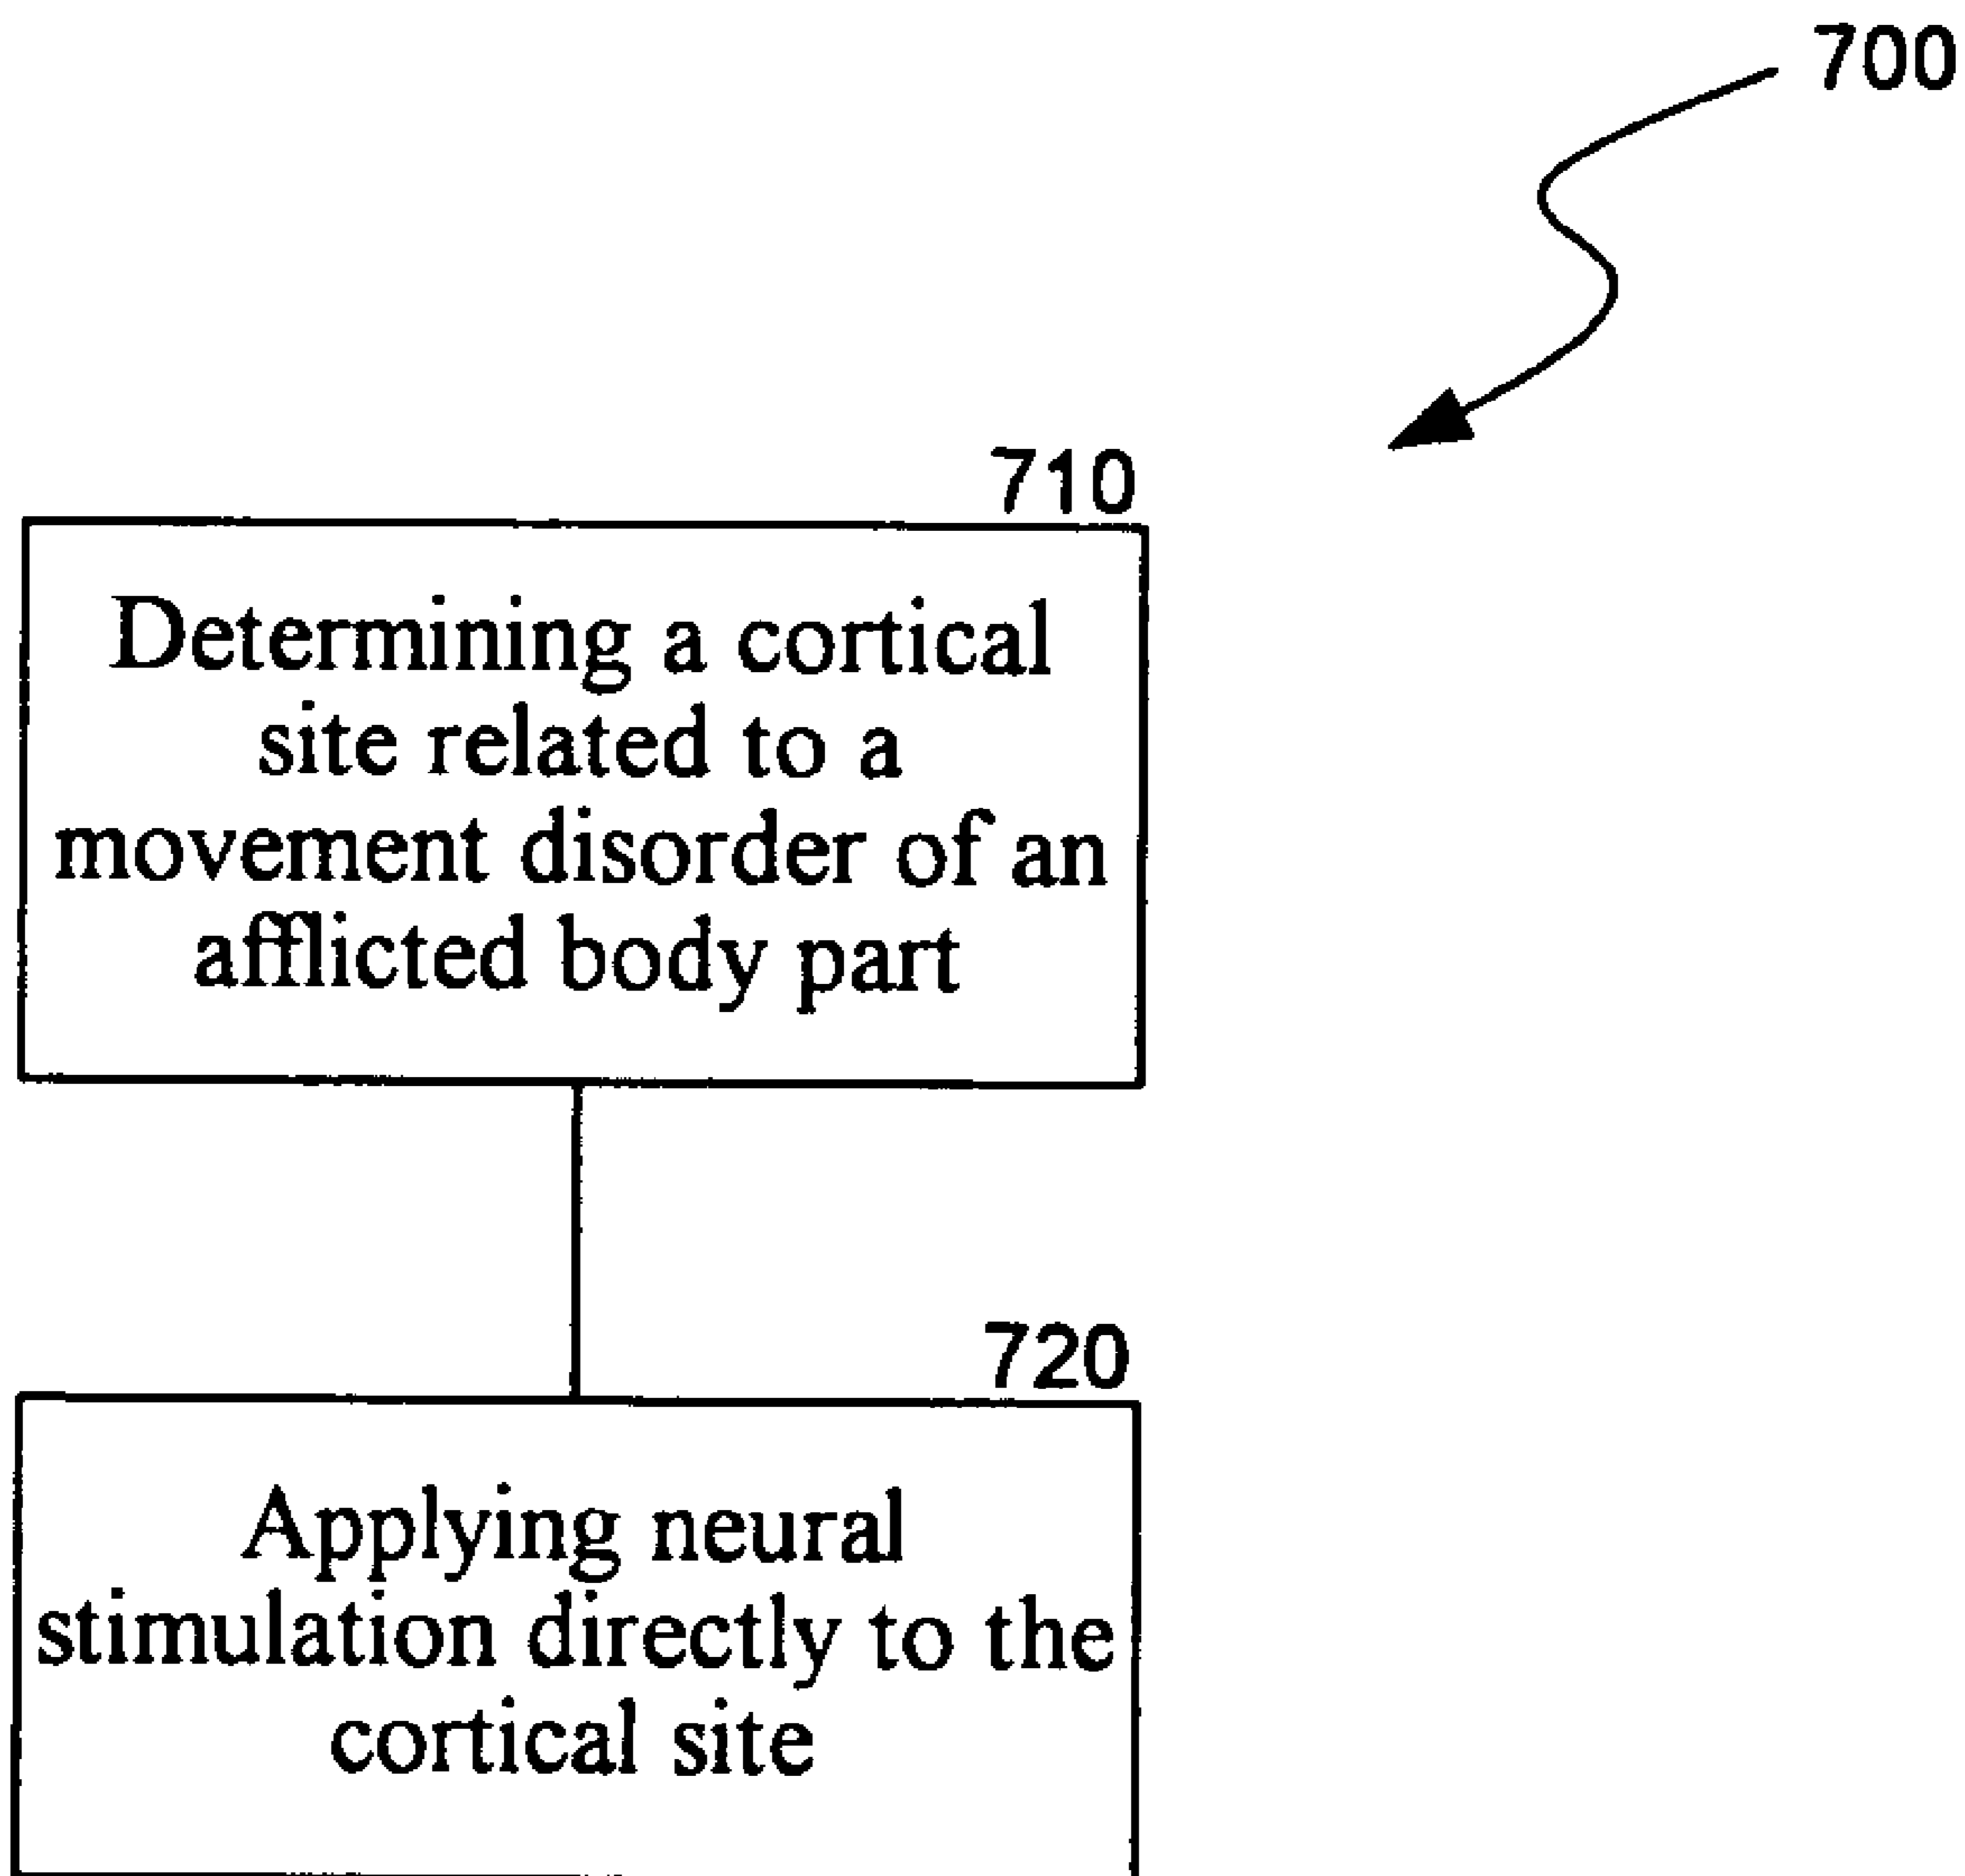 700
710
Determining a cortical
site related to a
movement disorder of an
afflicted body part
720
Applying neural
stimulation directly to the
cortical site